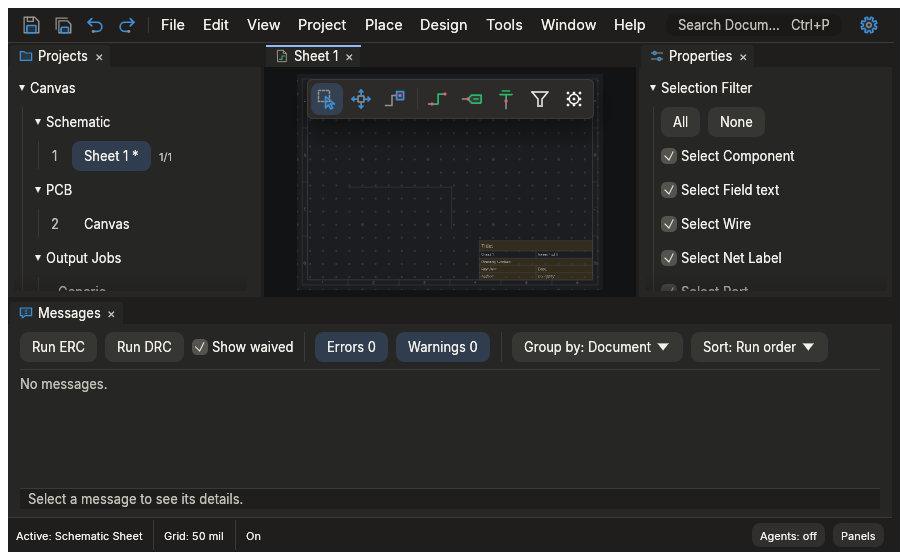 File Edit View Project Place Design Tools Window Help Search Docum... Ctrl+P
Projects ×
Sheet 1 ×
Properties ×
Canvas
Schematic
1 Sheet 1 * 1/1
PCB
2 Canvas
Output Jobs
Generic
Title:
Selection Filter
All None
Select Component
Select Field text
Select Wire
Select Net Label
Select Port
Messages ×
Run ERC Run DRC Show waived Errors 0 Warnings 0 Group by: Document Sort: Run order
No messages.
Select a message to see its details.
Active: Schematic Sheet Grid: 50 mil On Agents: off Panels